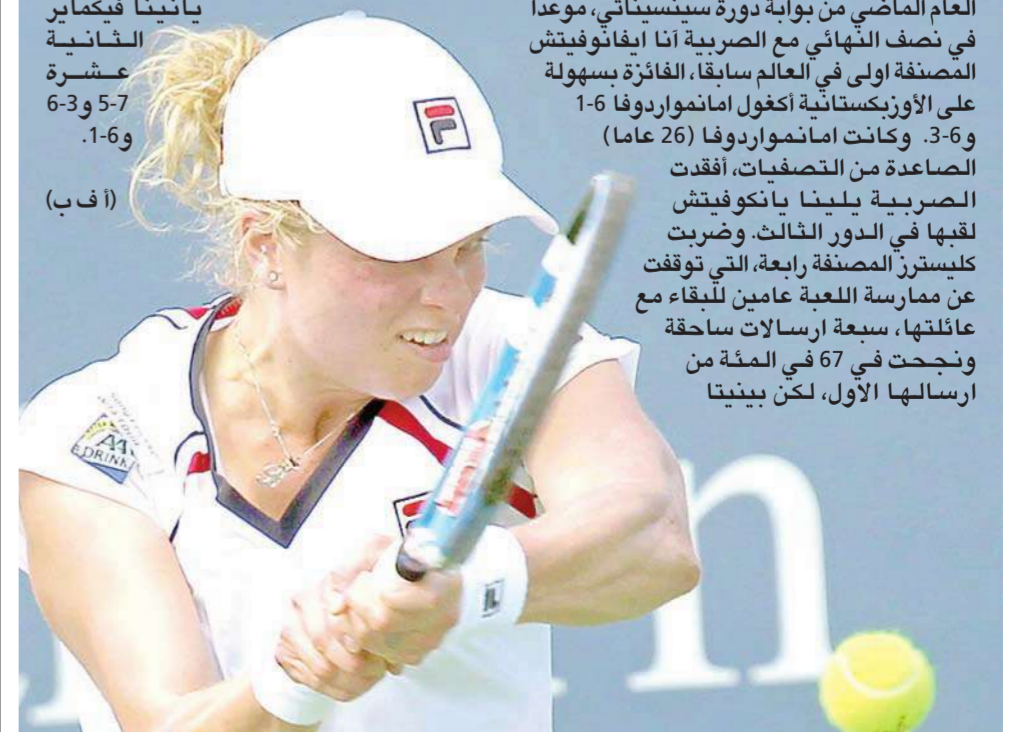 العام الماضي من بوابة دورة سينسيناتي، موعدا
في نصف النهائي مع الصربية آنا ايفانوفيتش
المصنفة اولى في العالم سابقا، الفائزة بسهولة
على الأوزبكستانية أكغول امانمواردوفا 6-1
و6-3. وكانت امانمواردوفا (26 عاما)
الصاعدة من التصفيات، أفقدت
الصربية يلينا يانكوفيتش
لقبها في الدور الثالث. وضربت
كليسترز المصنفة رابعة، التي توقفت
عن ممارسة اللعبة عامين للبقاء مع
عائلتها، سبعة ارسالات ساحقة
ونجحت في 67 في المئة من
ارسالها الاول، لكن بينيتا
يانينا فيكماير
الثانية
عشرة
5-7 و3-6
و6-1.
(أ ف ب)
FILA
AA
DRINK